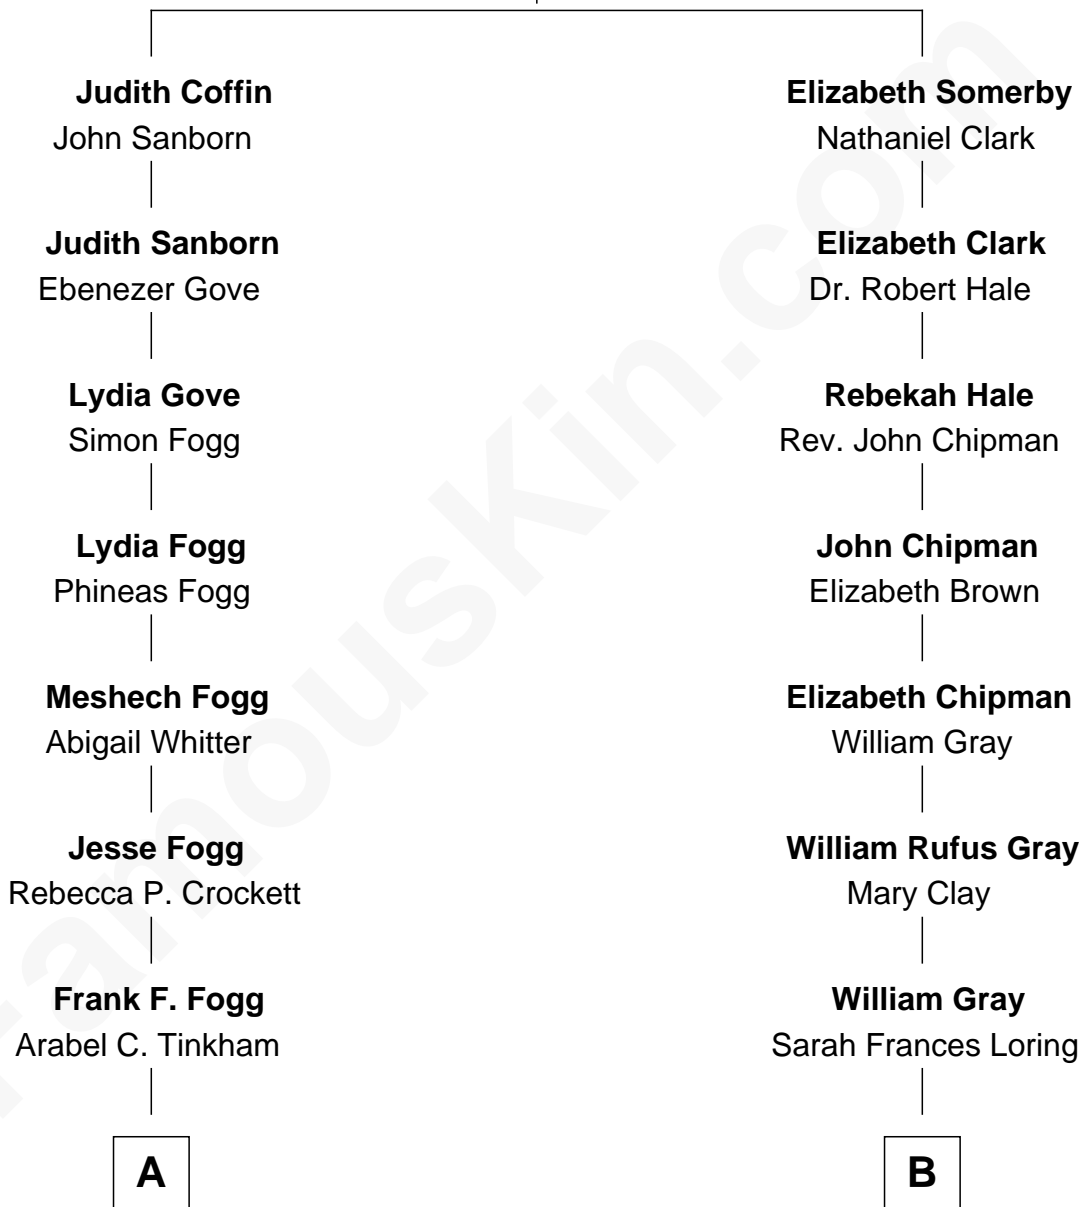 Judith Coffin
John Sanborn
Judith Sanborn
Ebenezer Gove
Lydia Gove
Simon Fogg
Lydia Fogg
Phineas Fogg
Meshech Fogg
Abigail Whitter
Jesse Fogg
Rebecca P. Crockett
Frank F. Fogg
Arabel C. Tinkham
A
Elizabeth Somerby
Nathaniel Clark
Elizabeth Clark
Dr. Robert Hale
Rebekah Hale
Rev. John Chipman
John Chipman
Elizabeth Brown
Elizabeth Chipman
William Gray
William Rufus Gray
Mary Clay
William Gray
Sarah Frances Loring
B
FamousKin.com